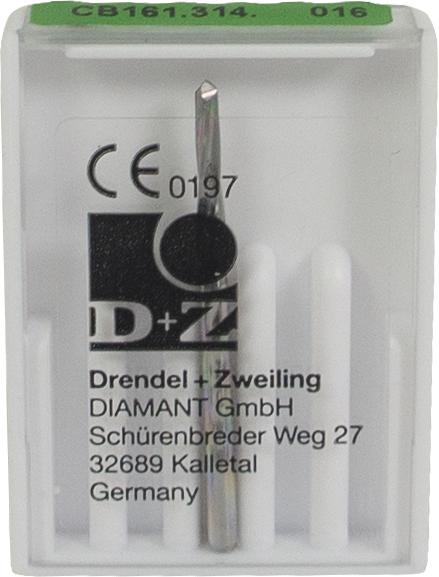 CB161.314. 016
CE 0197
D+Z
Drendel + Zweiling
DIAMANT GmbH
Schürenbreder Weg 27
32689 Kalletal
Germany